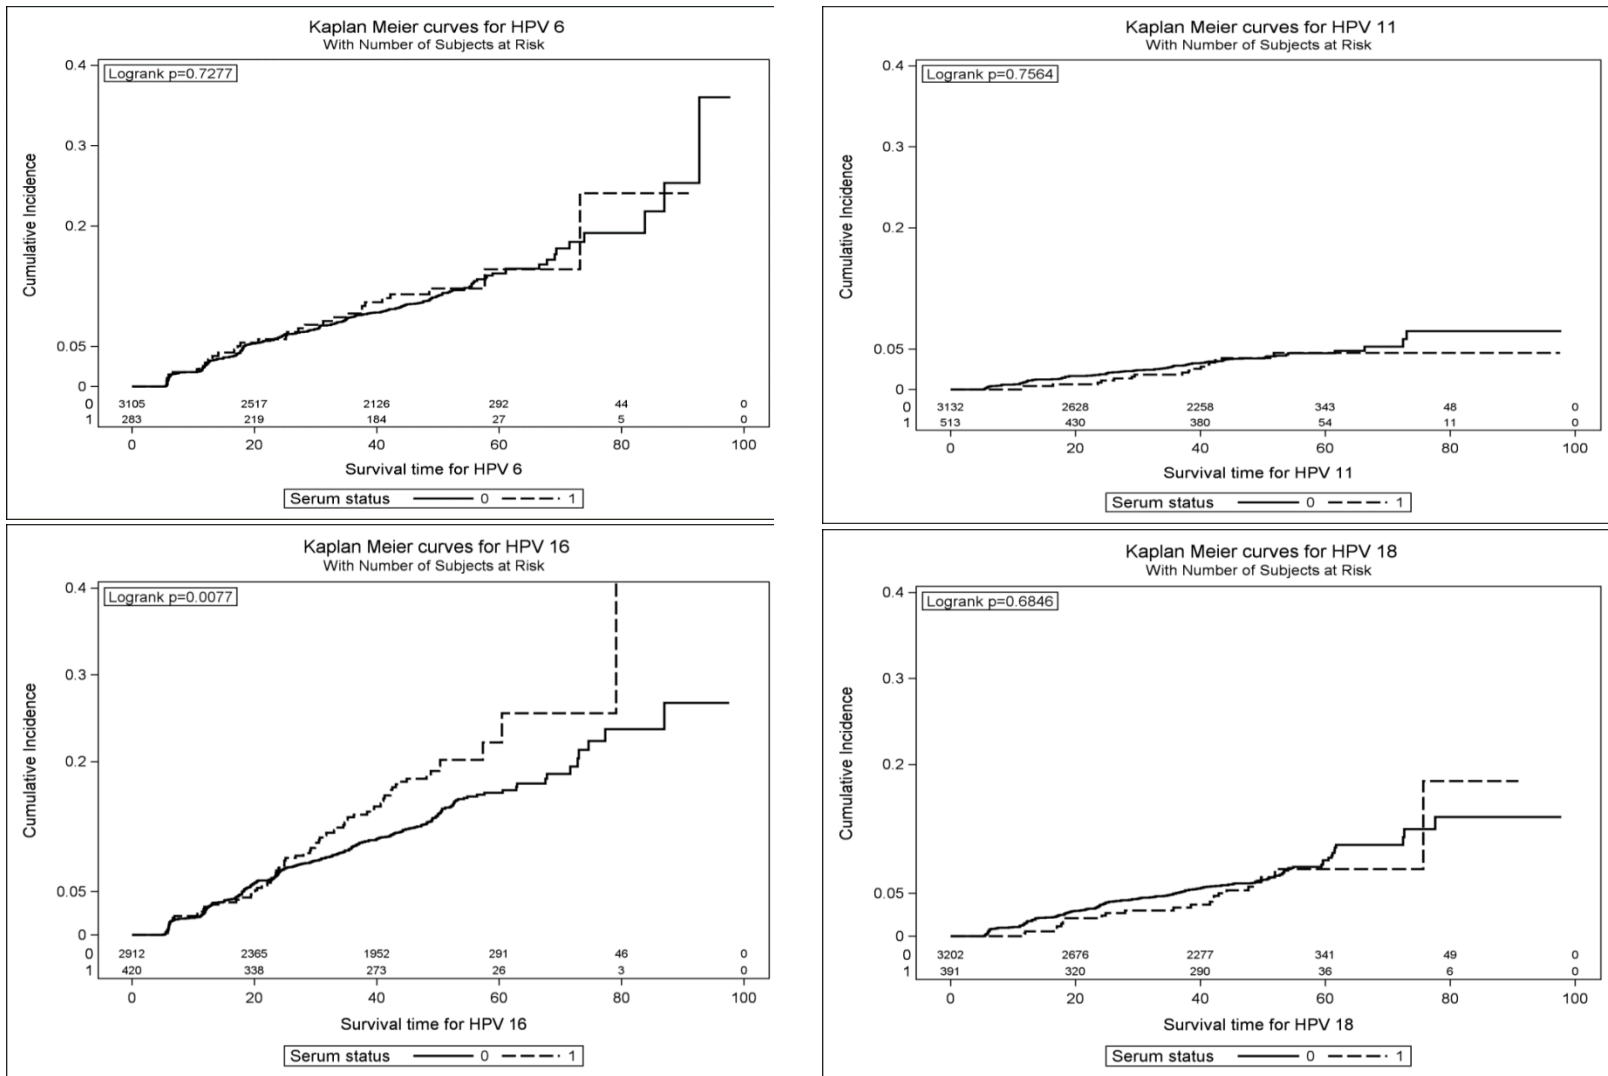 Kaplan Meier curves for HPV 6
With Number of Subjects at Risk
Logrank p=0.7277
Cumulative Incidence
0.4
0.3
0.2
0.05
0
0 3105 2517 2126 292 44 0
1 283 219 184 27 5 0
0 20 40 60 80 100
Survival time for HPV 6
Serum status 0 1
Kaplan Meier curves for HPV 11
With Number of Subjects at Risk
Logrank p=0.7564
Cumulative Incidence
0.4
0.3
0.2
0.05
0
0 3132 2628 2258 343 48 0
1 513 430 380 54 11 0
0 20 40 60 80 100
Survival time for HPV 11
Serum status 0 1
Kaplan Meier curves for HPV 16
With Number of Subjects at Risk
Logrank p=0.0077
Cumulative Incidence
0.4
0.3
0.2
0.05
0
0 2912 2365 1952 291 46 0
1 420 338 273 26 3 0
0 20 40 60 80 100
Survival time for HPV 16
Serum status 0 1
Kaplan Meier curves for HPV 18
With Number of Subjects at Risk
Logrank p=0.6846
Cumulative Incidence
0.4
0.3
0.2
0.05
0
0 3202 2676 2277 341 49 0
1 391 320 290 36 6 0
0 20 40 60 80 100
Survival time for HPV 18
Serum status 0 1